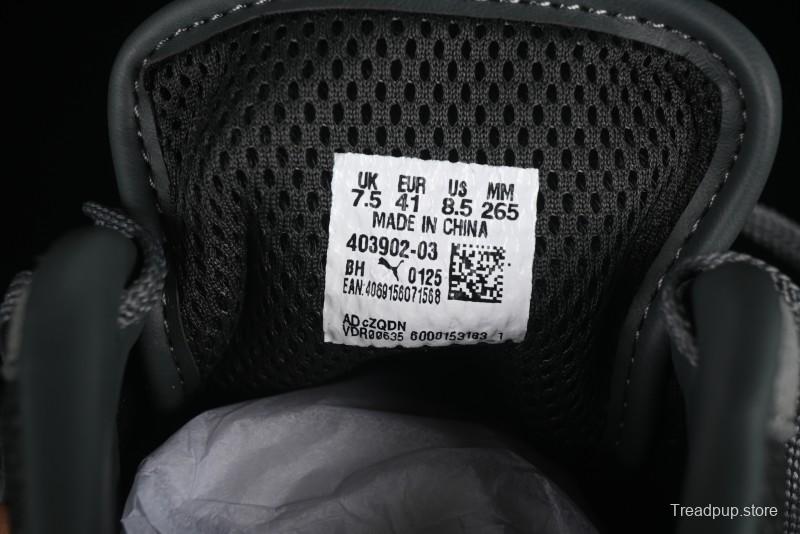 UK EUR US MM
7.5 41 8.5 265
MADE IN CHINA
403902-03
BH 0125
EAN:4069156071568
AD cZQDN
VDR00635 6000153183 1
Treadpup.store